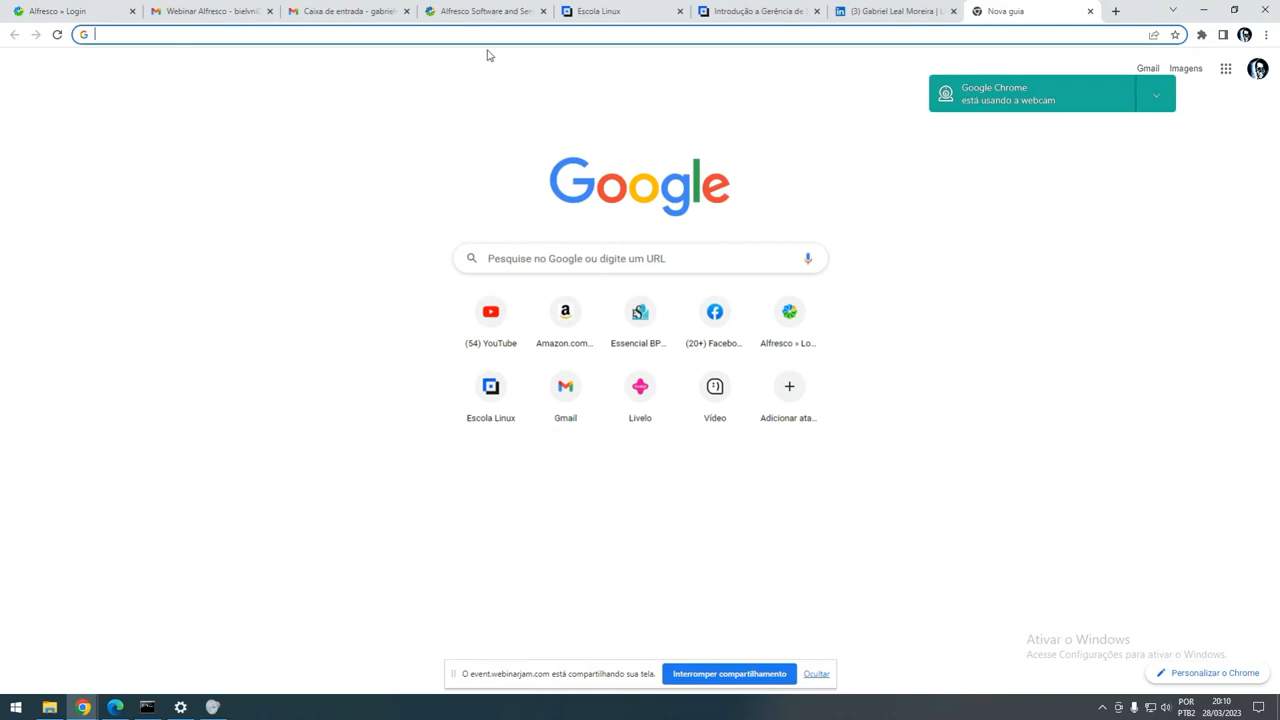 Alfresco » Login
Webinar Alfresco - bielvni
Caixa de entrada - gabriel
Alfresco Software and Ser
Escola Linux
Introdução a Gerência de
(3) Gabriel Leal Moreira | L
Nova guia
Gmail
Imagens
Google Chrome
está usando a webcam
Google
Pesquise no Google ou digite um URL
(54) YouTube
Amazon.com...
Essencial BP...
(20+) Facebo...
Alfresco » Lo...
Escola Linux
Gmail
Livelo
Vídeo
Adicionar ata...
Ativar o Windows
Acesse Configurações para ativar o Windows.
Personalizar o Chrome
O event.webinarjam.com está compartilhando sua tela.
Interromper compartilhamento
Ocultar
POR
PTB2
20:10
28/03/2023